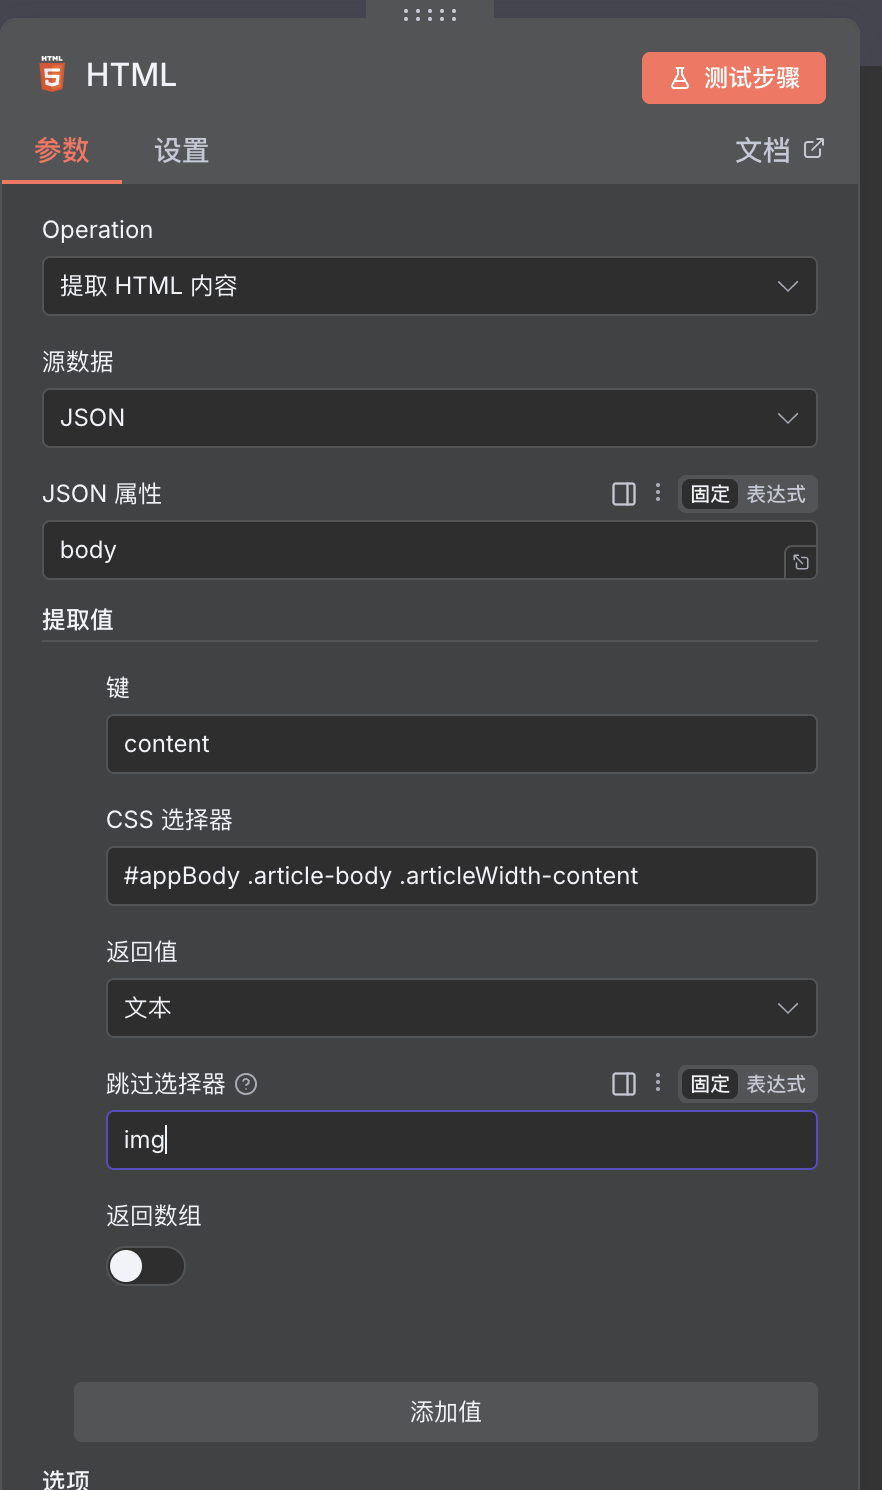 HTML
测试步骤
参数
设置
文档
Operation
提取 HTML 内容
源数据
JSON
JSON 属性
固定
表达式
body
提取值
键
content
CSS 选择器
#appBody .article-body .articleWidth-content
返回值
文本
跳过选择器
固定
表达式
img
返回数组
添加值
选项